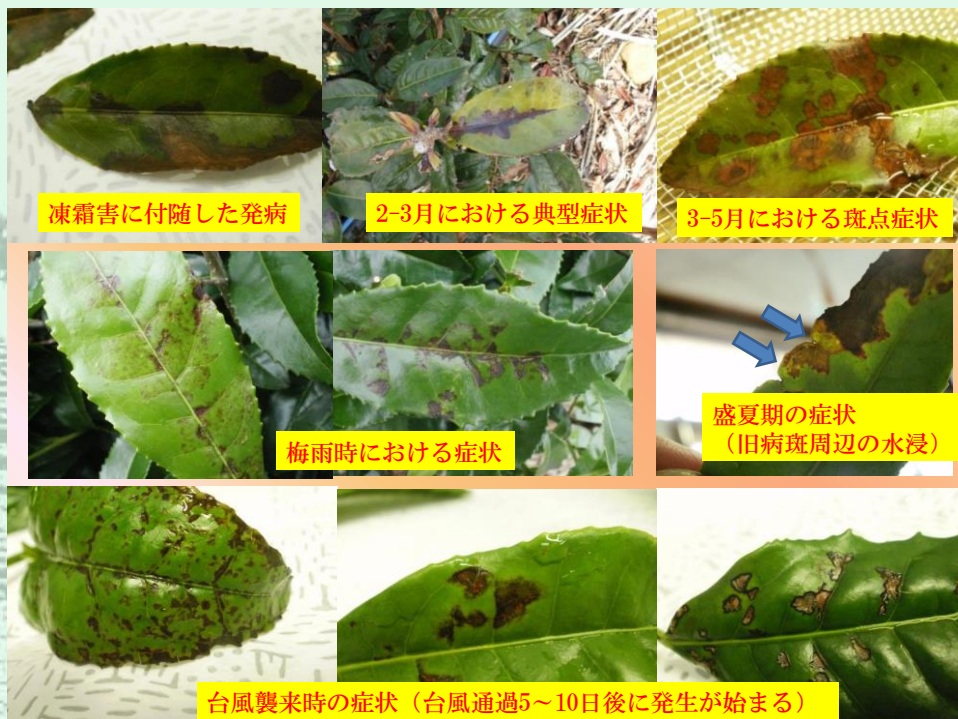 凍霜害に付随した発病
2-3月における典型症状
3-5月における斑点症状
梅雨時における症状
盛夏期の症状
（旧病斑周辺の水浸）
台風襲来時の症状（台風通過5～10日後に発生が始まる）